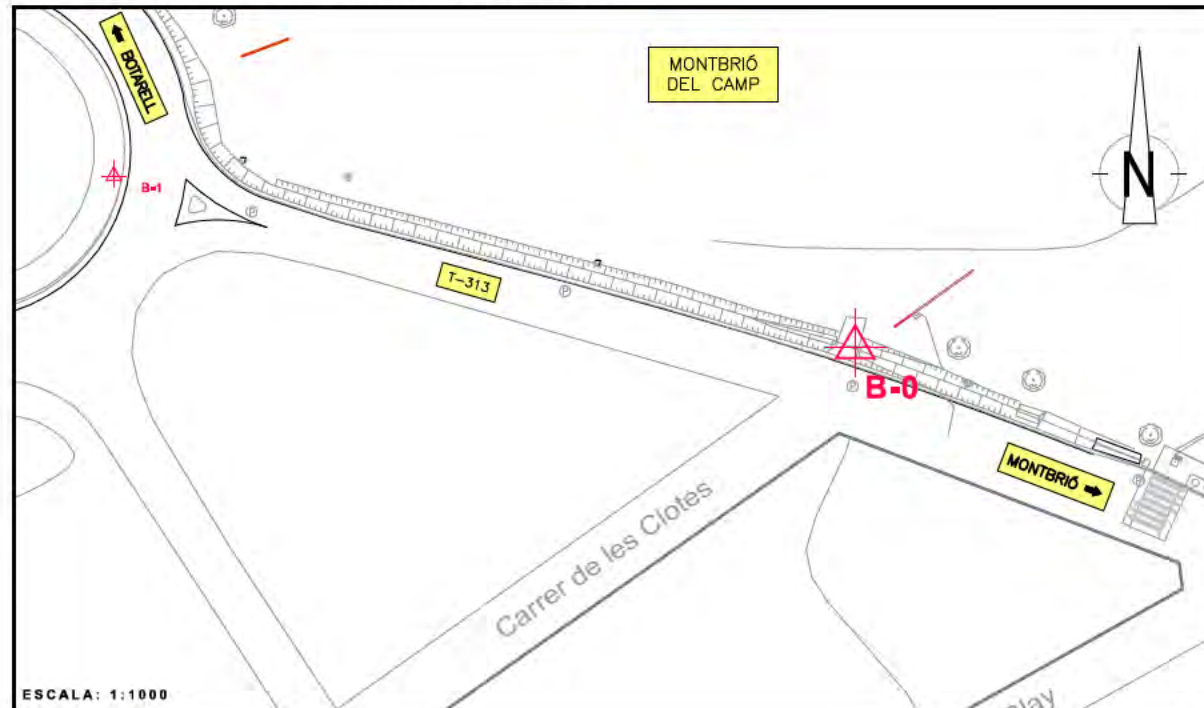 BOTARELL
MONTBRIÓ
DEL CAMP
N
B-1
T-313
P
P
B-0
P
MONTBRIÓ
P
Carrer de les Clotes
ESCALA: 1:1000